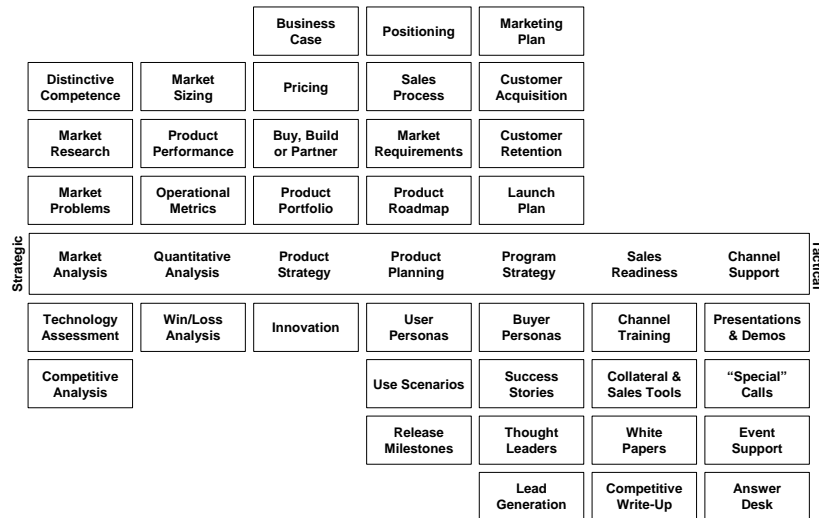 Business
Case
Positioning
Marketing
Plan
Distinctive
Competence
Market
Sizing
Pricing
Sales
Process
Customer
Acquisition
Market
Research
Product
Performance
Buy, Build
or Partner
Market
Requirements
Customer
Retention
Market
Problems
Operational
Metrics
Product
Portfolio
Product
Roadmap
Launch
Plan
Strategic
Market
Analysis
Quantitative
Analysis
Product
Strategy
Product
Planning
Program
Strategy
Sales
Readiness
Channel
Support
Tactical
Technology
Assessment
Win/Loss
Analysis
Innovation
User
Personas
Buyer
Personas
Channel
Training
Presentations
& Demos
Competitive
Analysis
Use Scenarios
Success
Stories
Collateral &
Sales Tools
“Special”
Calls
Release
Milestones
Thought
Leaders
White
Papers
Event
Support
Lead
Generation
Competitive
Write-Up
Answer
Desk